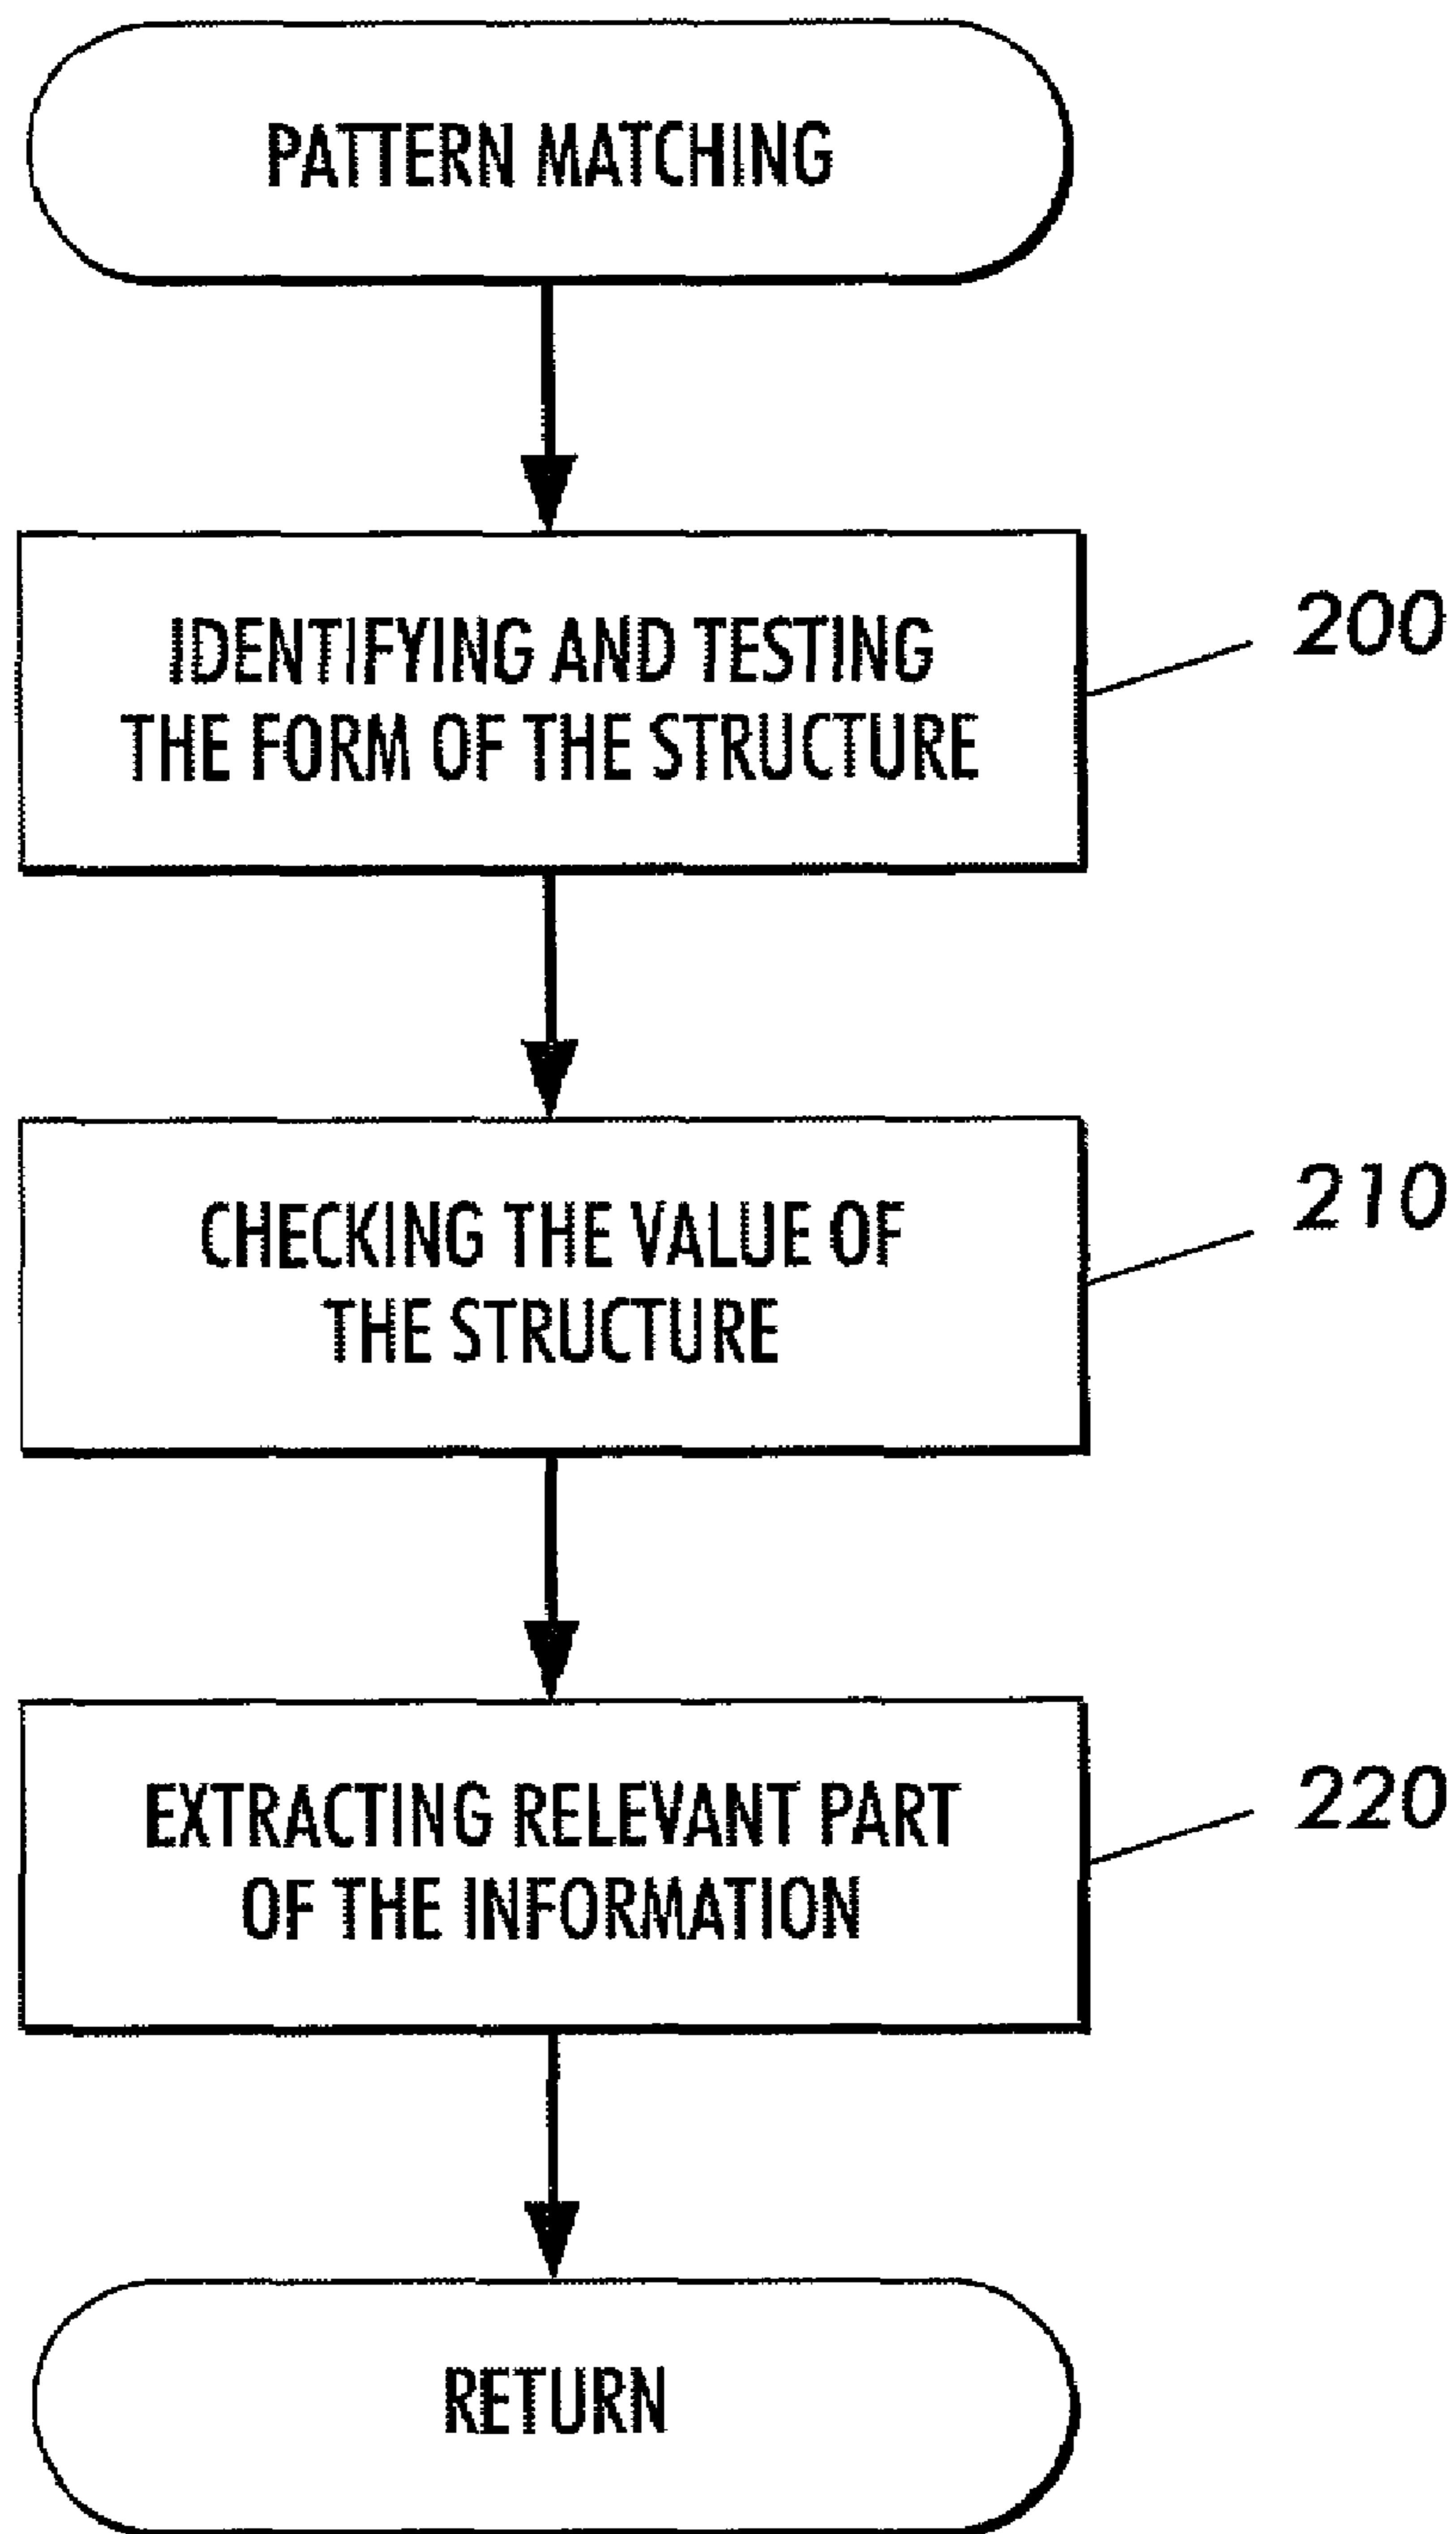 PATTERN MATCHING
IDENTIFYING AND TESTING
THE FORM OF THE STRUCTURE
200
CHECKING THE VALUE OF
THE STRUCTURE
210
EXTRACTING RELEVANT PART
OF THE INFORMATION
220
RETURN